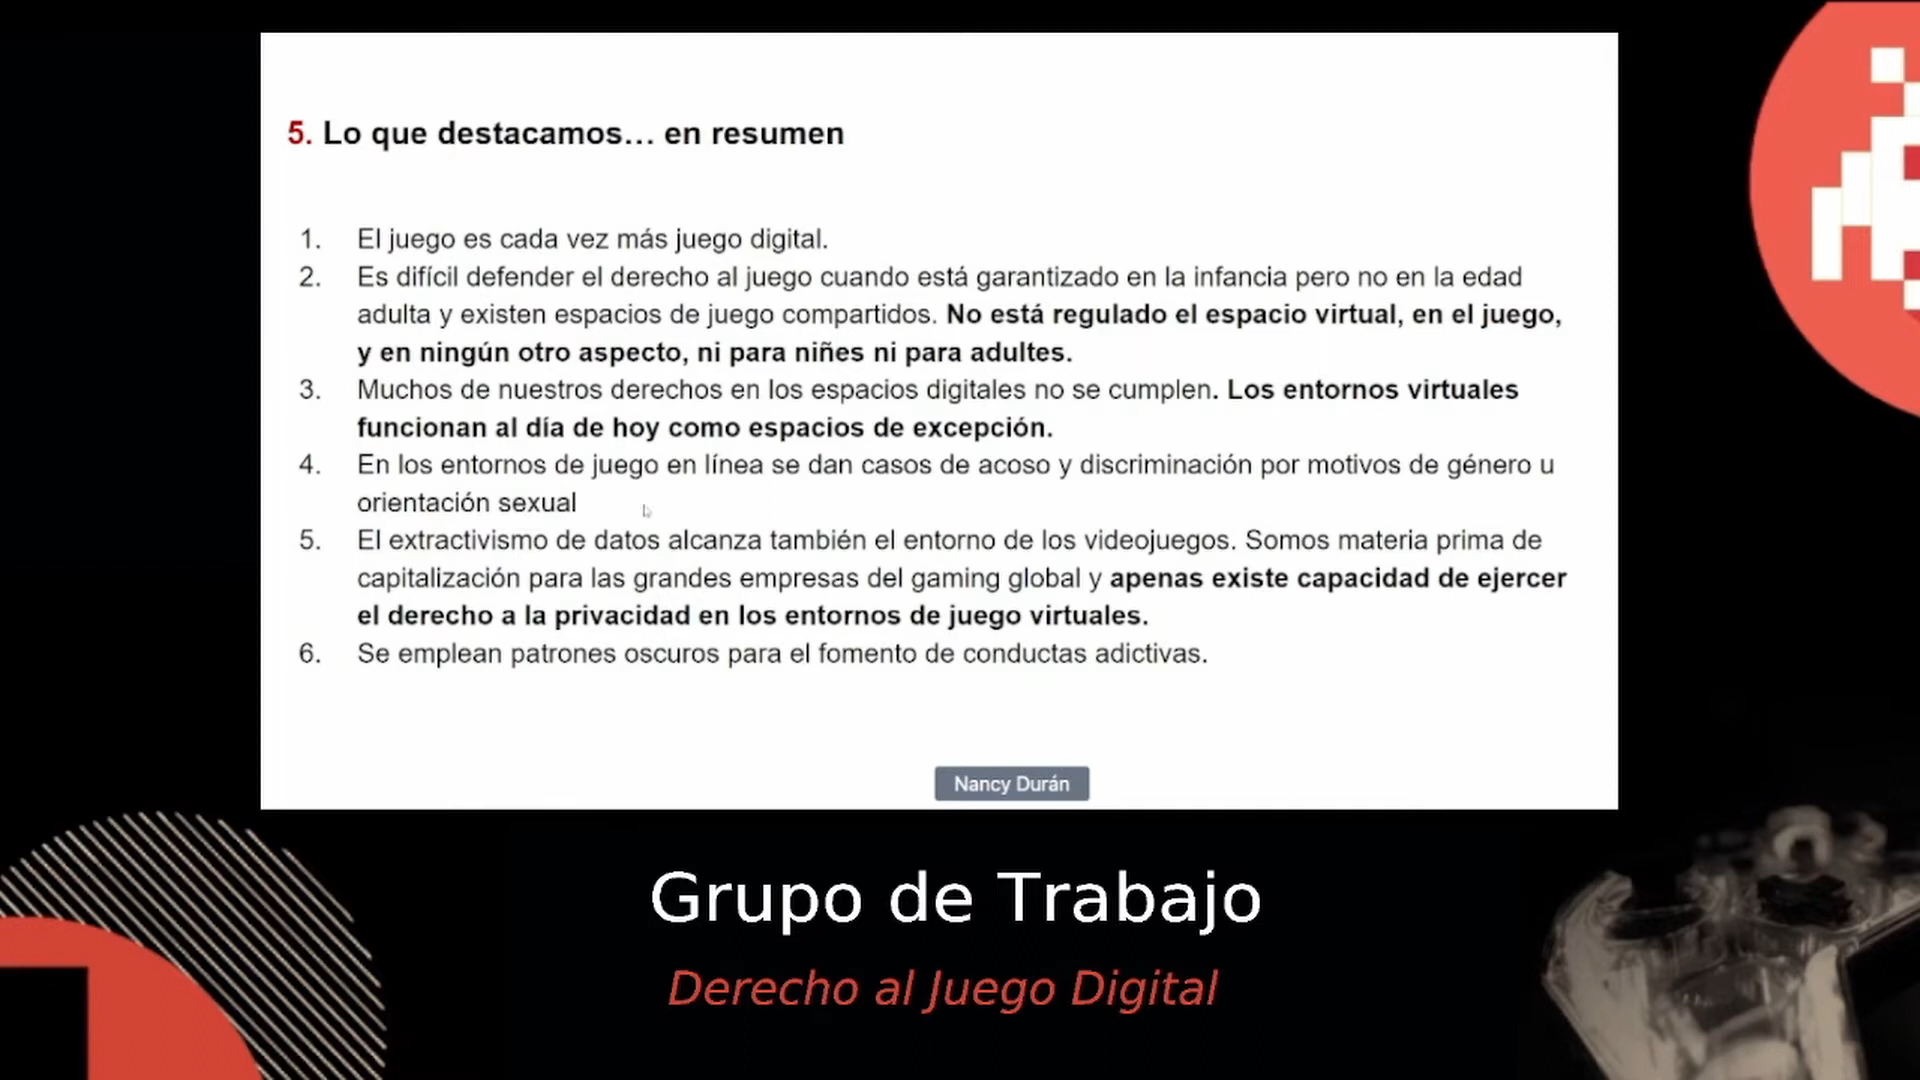 5. Lo que destacamos… en resumen
1. El juego es cada vez más juego digital.
2. Es difícil defender el derecho al juego cuando está garantizado en la infancia pero no en la edad
adulta y existen espacios de juego compartidos. No está regulado el espacio virtual, en el juego,
y en ningún otro aspecto, ni para niñes ni para adultes.
3. Muchos de nuestros derechos en los espacios digitales no se cumplen. Los entornos virtuales
funcionan al día de hoy como espacios de excepción.
4. En los entornos de juego en línea se dan casos de acoso y discriminación por motivos de género u
orientación sexual
5. El extractivismo de datos alcanza también el entorno de los videojuegos. Somos materia prima de
capitalización para las grandes empresas del gaming global y apenas existe capacidad de ejercer
el derecho a la privacidad en los entornos de juego virtuales.
6. Se emplean patrones oscuros para el fomento de conductas adictivas.
Nancy Durán
Grupo de Trabajo
Derecho al Juego Digital